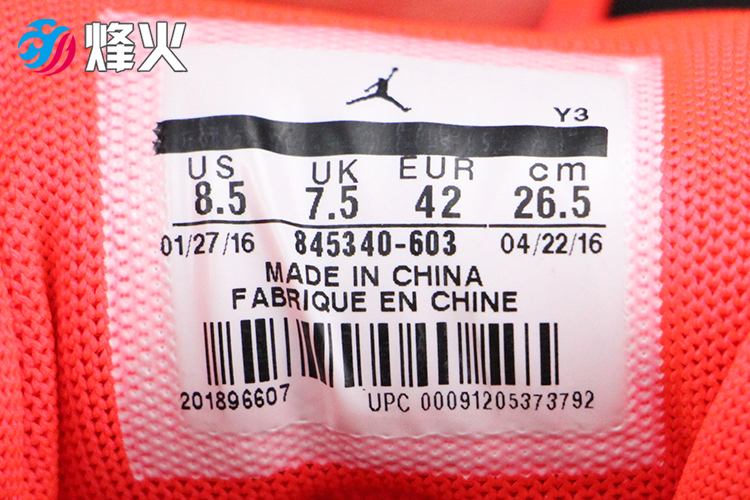 烽火
Y3
US UK EUR cm
8.5 7.5 42 26.5
01/27/16 845340-603 04/22/16
MADE IN CHINA
FABRIQUE EN CHINE
201896607 UPC 00091205373792